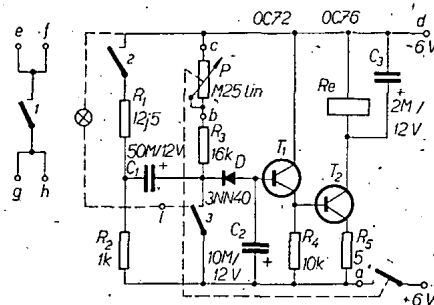 OC72 OC76
e f
d
-6V
c
2
P
M25 lin
C3
+
2M/
12V
Re
1
R1
12j5
b
R3
16k
50M/12V
C1
+
D
T1
T2
g h
3NN40
i
3
R2
1k
C2
10M/
12V
+
R4
10k
R5
5
a
+6V